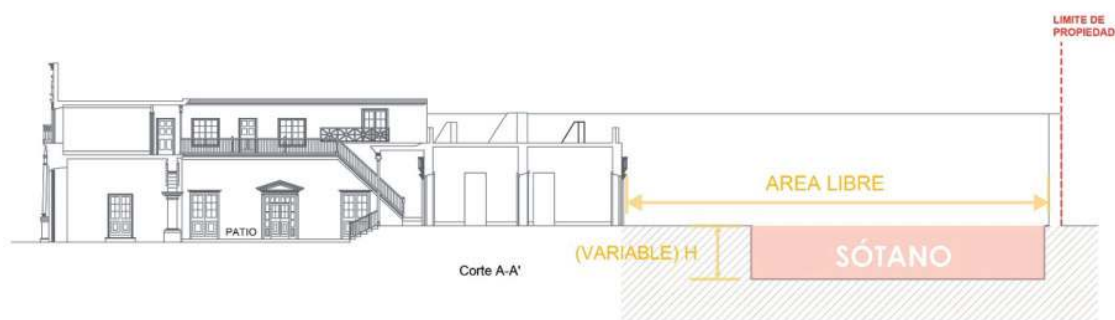 LIMITE DE
PROPIEDAD
AREA LIBRE
PATIO
(VARIABLE) H
SÓTANO
Corte A-A'